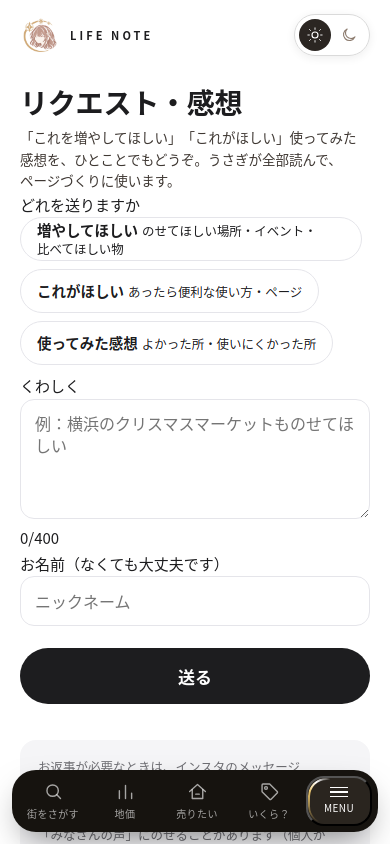 LIFE NOTE
リクエスト・感想
「これを増やしてほしい」「これがほしい」使ってみた
感想を、ひとことでもどうぞ。うさぎが全部読んで、
ページづくりに使います。
どれを送りますか
増やしてほしい のせてほしい場所・イベント・
比べてほしい物
これがほしい あったら便利な使い方・ページ
使ってみた感想 よかった所・使いにくかった所
くわしく
例：横浜のクリスマスマーケットものせてほ
しい
0/400
お名前（なくても大丈夫です）
ニックネーム
送る
お返事が必要なときは、インスタのメッセージ
街をさがす
地価
売りたい
いくら？
MENU
「みなさんの声」にのせることがあります（個人が